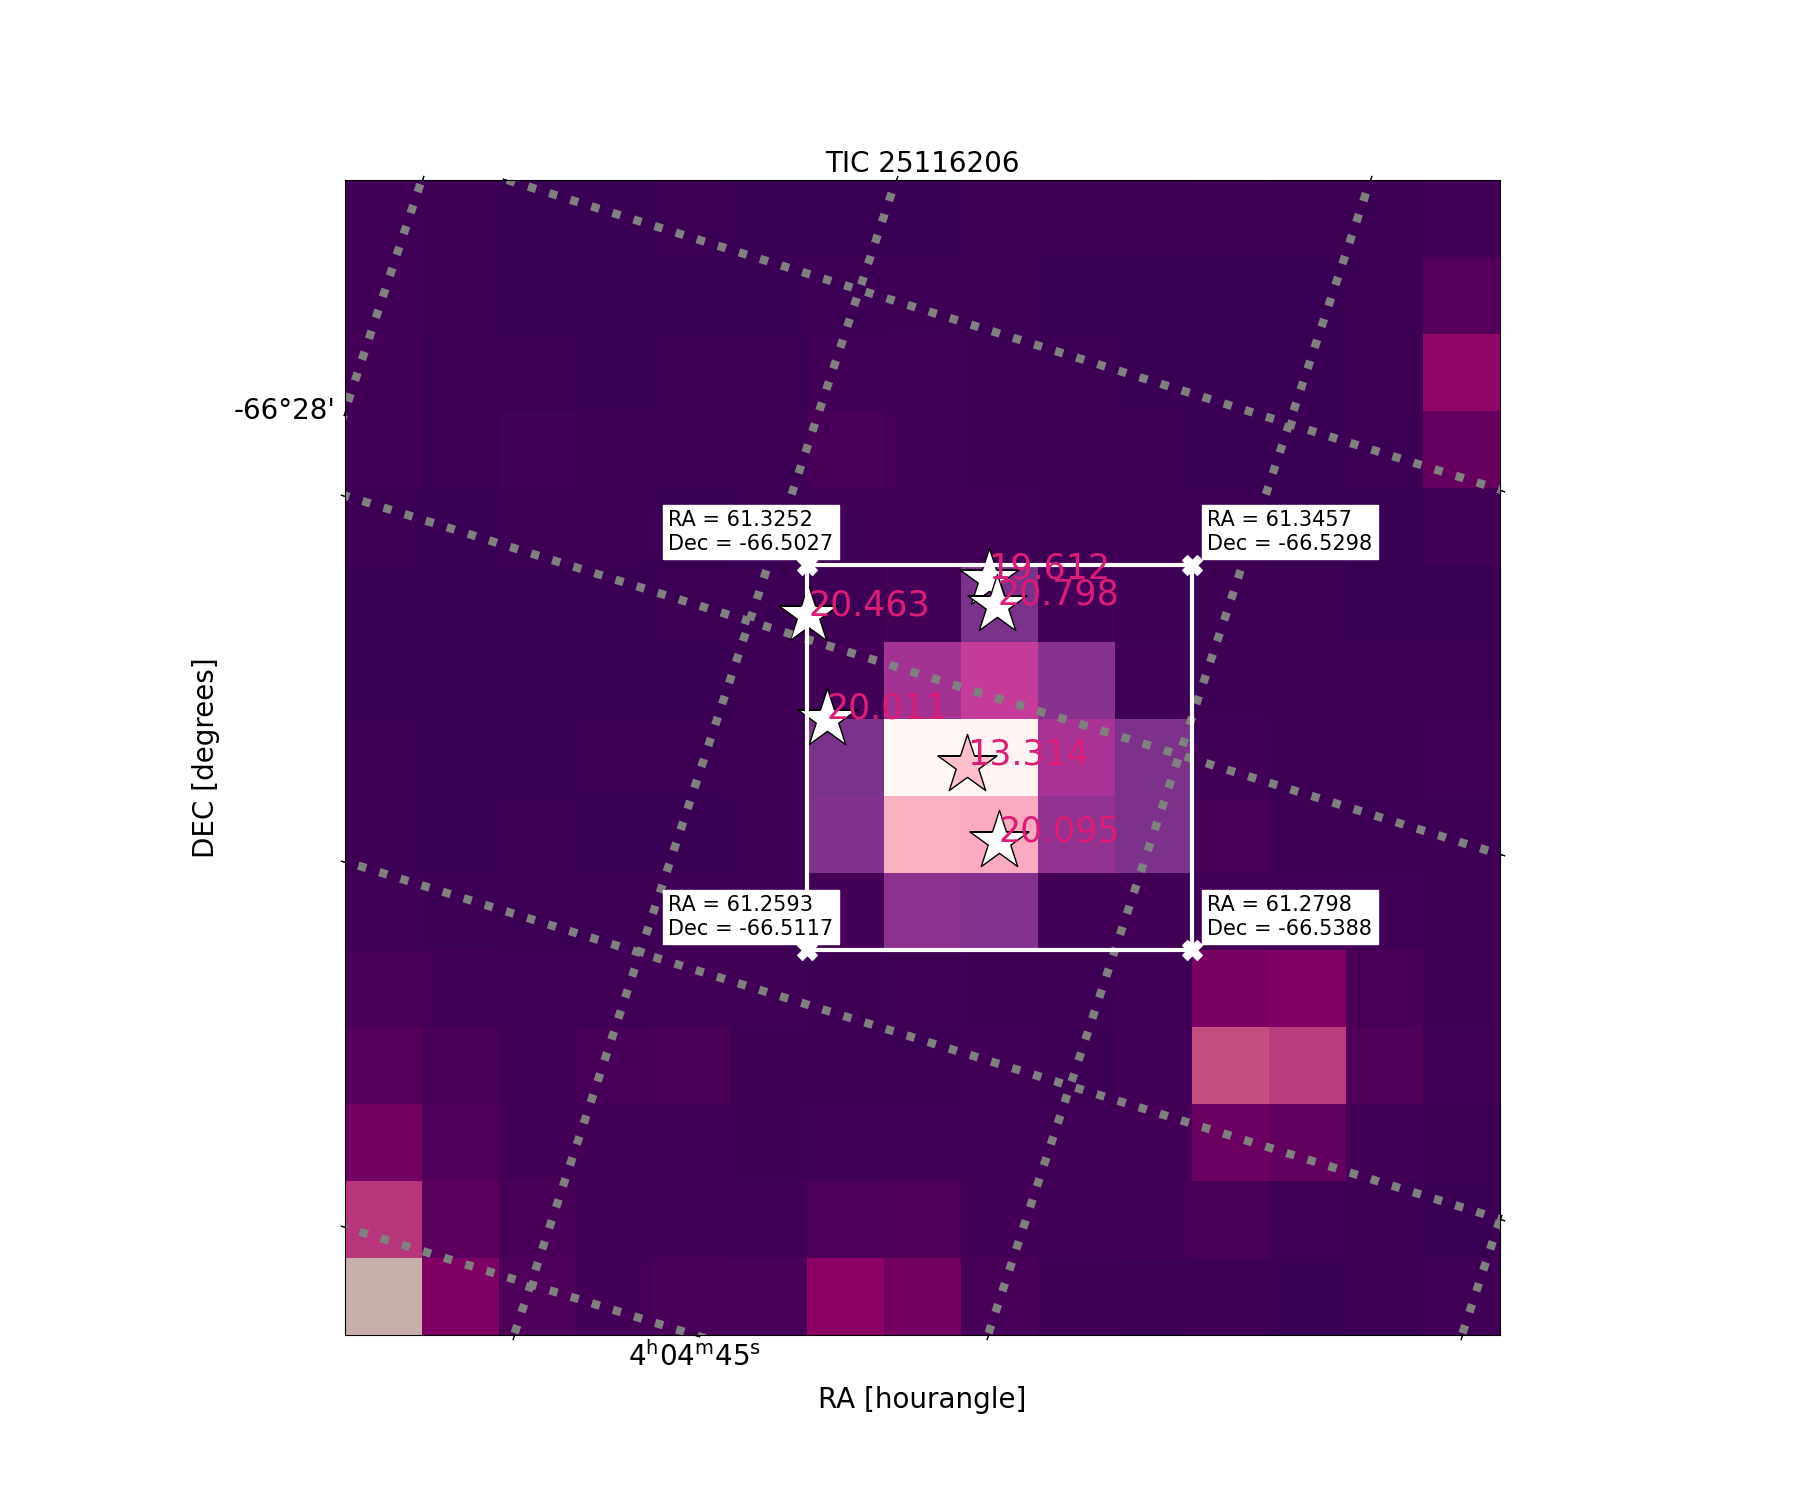 TIC 25116206
-66°28'
RA = 61.3252
Dec = -66.5027
RA = 61.3457
Dec = -66.5298
19.612
20.798
20.463
20.011
13.314
20.095
DEC [degrees]
RA = 61.2593
Dec = -66.5117
RA = 61.2798
Dec = -66.5388
4ʰ04ᵐ45ˢ
RA [hourangle]